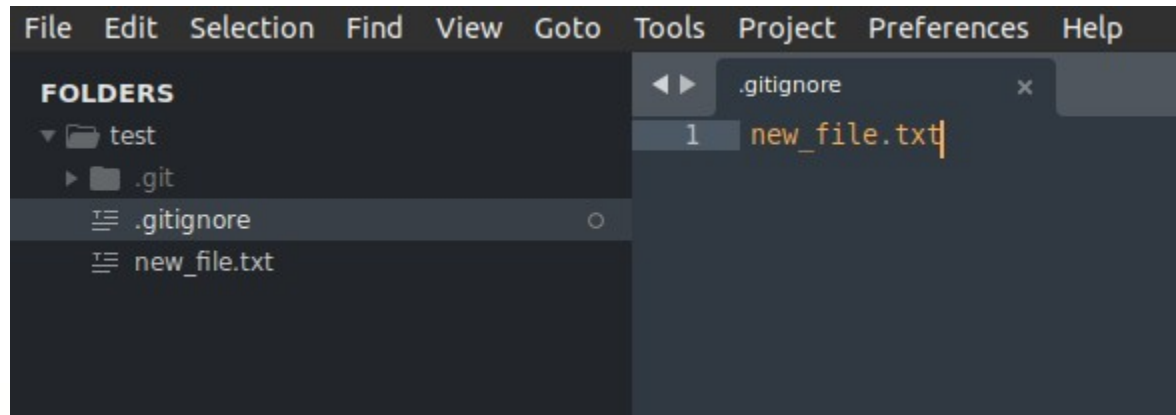 File Edit Selection Find View Goto Tools Project Preferences Help
FOLDERS
test
.git
.gitignore
new_file.txt
.gitignore
1 new_file.txt